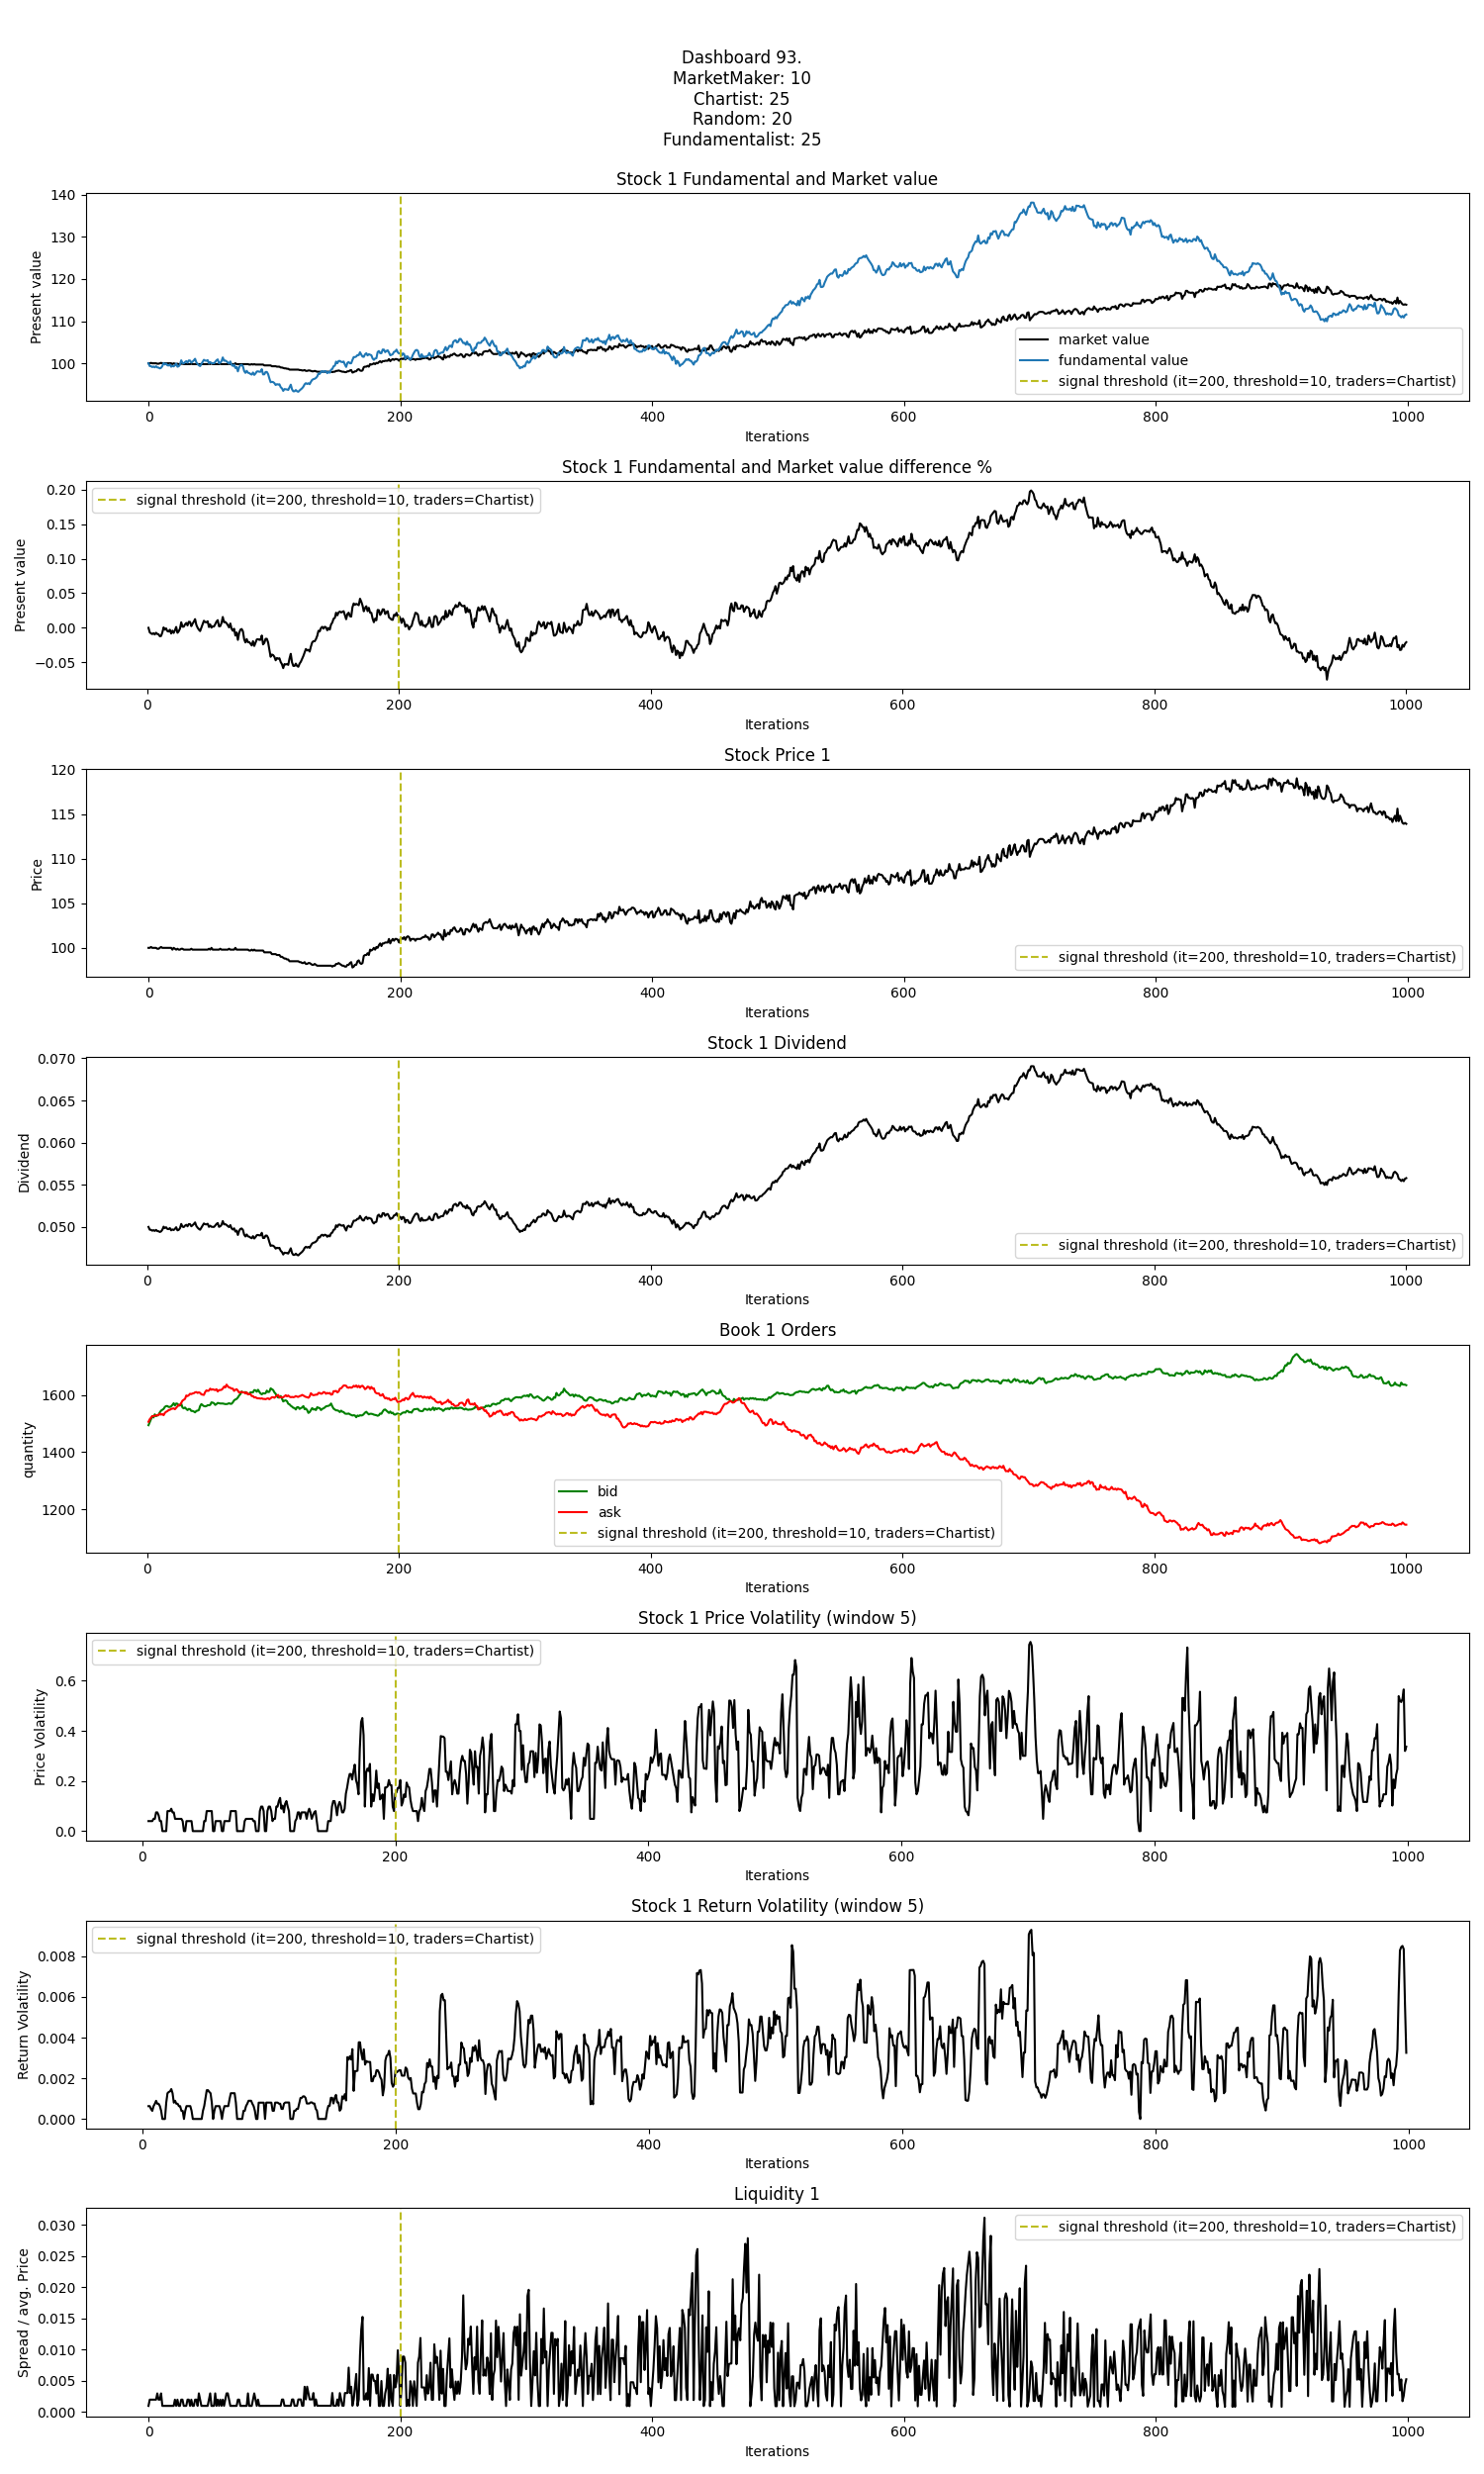 Dashboard 93.
MarketMaker: 10
Chartist: 25
Random: 20
Fundamentalist: 25
Stock 1 Fundamental and Market value
140
130
120
110
100
Present value
market value
fundamental value
signal threshold (it=200, threshold=10, traders=Chartist)
0 200 400 600 800 1000
Iterations
Stock 1 Fundamental and Market value difference %
signal threshold (it=200, threshold=10, traders=Chartist)
0.20
0.15
0.10
0.05
0.00
−0.05
Present value
0 200 400 600 800 1000
Iterations
Stock Price 1
120
115
110
105
100
Price
signal threshold (it=200, threshold=10, traders=Chartist)
0 200 400 600 800 1000
Iterations
Stock 1 Dividend
0.070
0.065
0.060
0.055
0.050
Dividend
signal threshold (it=200, threshold=10, traders=Chartist)
0 200 400 600 800 1000
Iterations
Book 1 Orders
1600
1400
1200
quantity
bid
ask
signal threshold (it=200, threshold=10, traders=Chartist)
0 200 400 600 800 1000
Iterations
Stock 1 Price Volatility (window 5)
signal threshold (it=200, threshold=10, traders=Chartist)
0.6
0.4
0.2
0.0
Price Volatility
0 200 400 600 800 1000
Iterations
Stock 1 Return Volatility (window 5)
signal threshold (it=200, threshold=10, traders=Chartist)
0.008
0.006
0.004
0.002
0.000
Return Volatility
0 200 400 600 800 1000
Iterations
Liquidity 1
signal threshold (it=200, threshold=10, traders=Chartist)
0.030
0.025
0.020
0.015
0.010
0.005
0.000
Spread / avg. Price
0 200 400 600 800 1000
Iterations